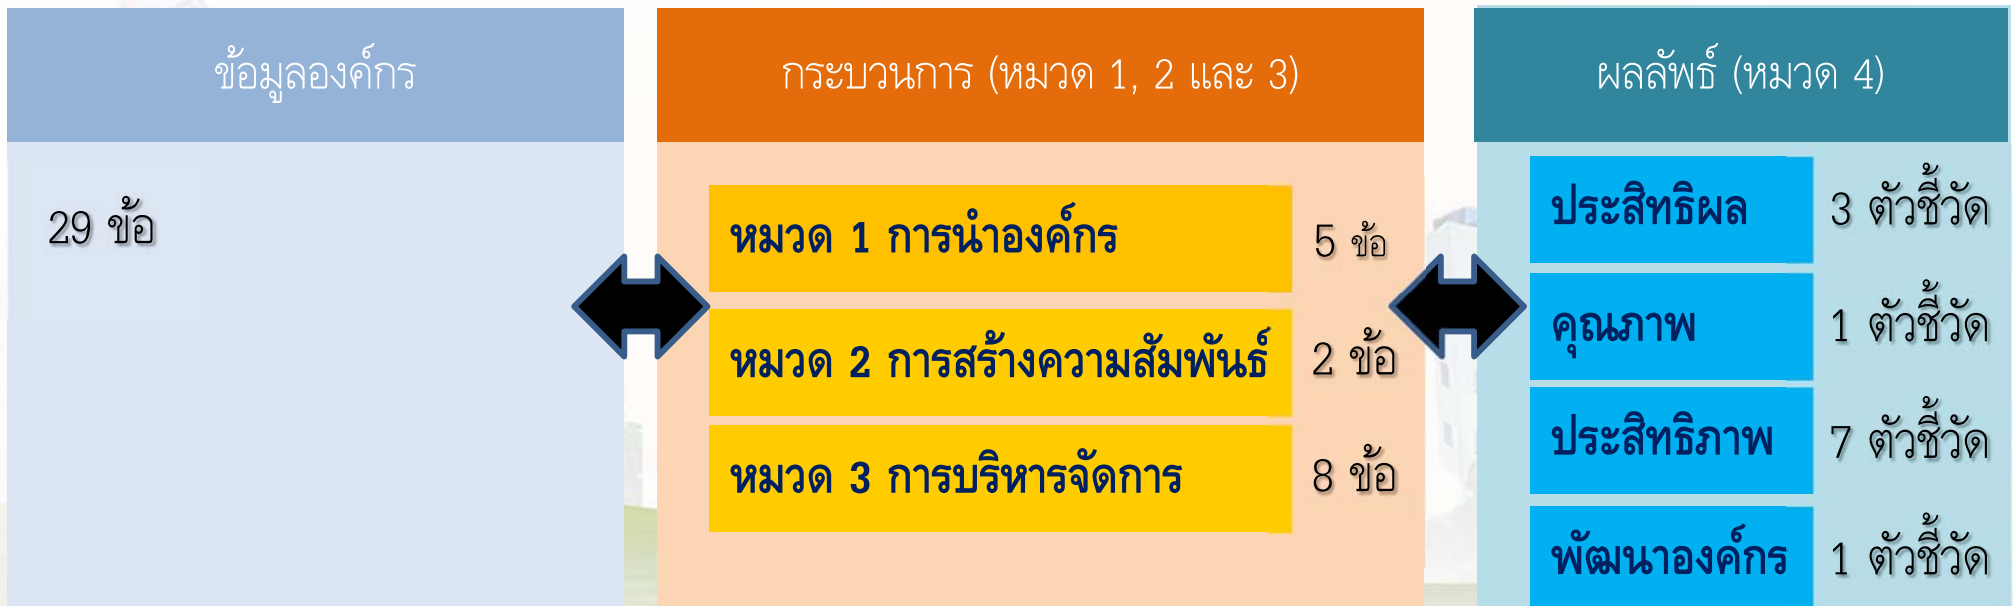 ข้อมูลองค์กร
29 ข้อ
กระบวนการ (หมวด 1, 2 และ 3)
หมวด 1 การนำองค์กร 5 ข้อ
หมวด 2 การสร้างความสัมพันธ์ 2 ข้อ
หมวด 3 การบริหารจัดการ 8 ข้อ
ผลลัพธ์ (หมวด 4)
ประสิทธิผล 3 ตัวชี้วัด
คุณภาพ 1 ตัวชี้วัด
ประสิทธิภาพ 7 ตัวชี้วัด
พัฒนาองค์กร 1 ตัวชี้วัด